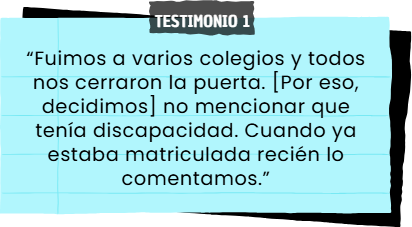 TESTIMONIO 1
“Fuimos a varios colegios y todos
nos cerraron la puerta. [Por eso,
decidimos] no mencionar que
tenía discapacidad. Cuando ya
estaba matriculada recién lo
comentamos.”